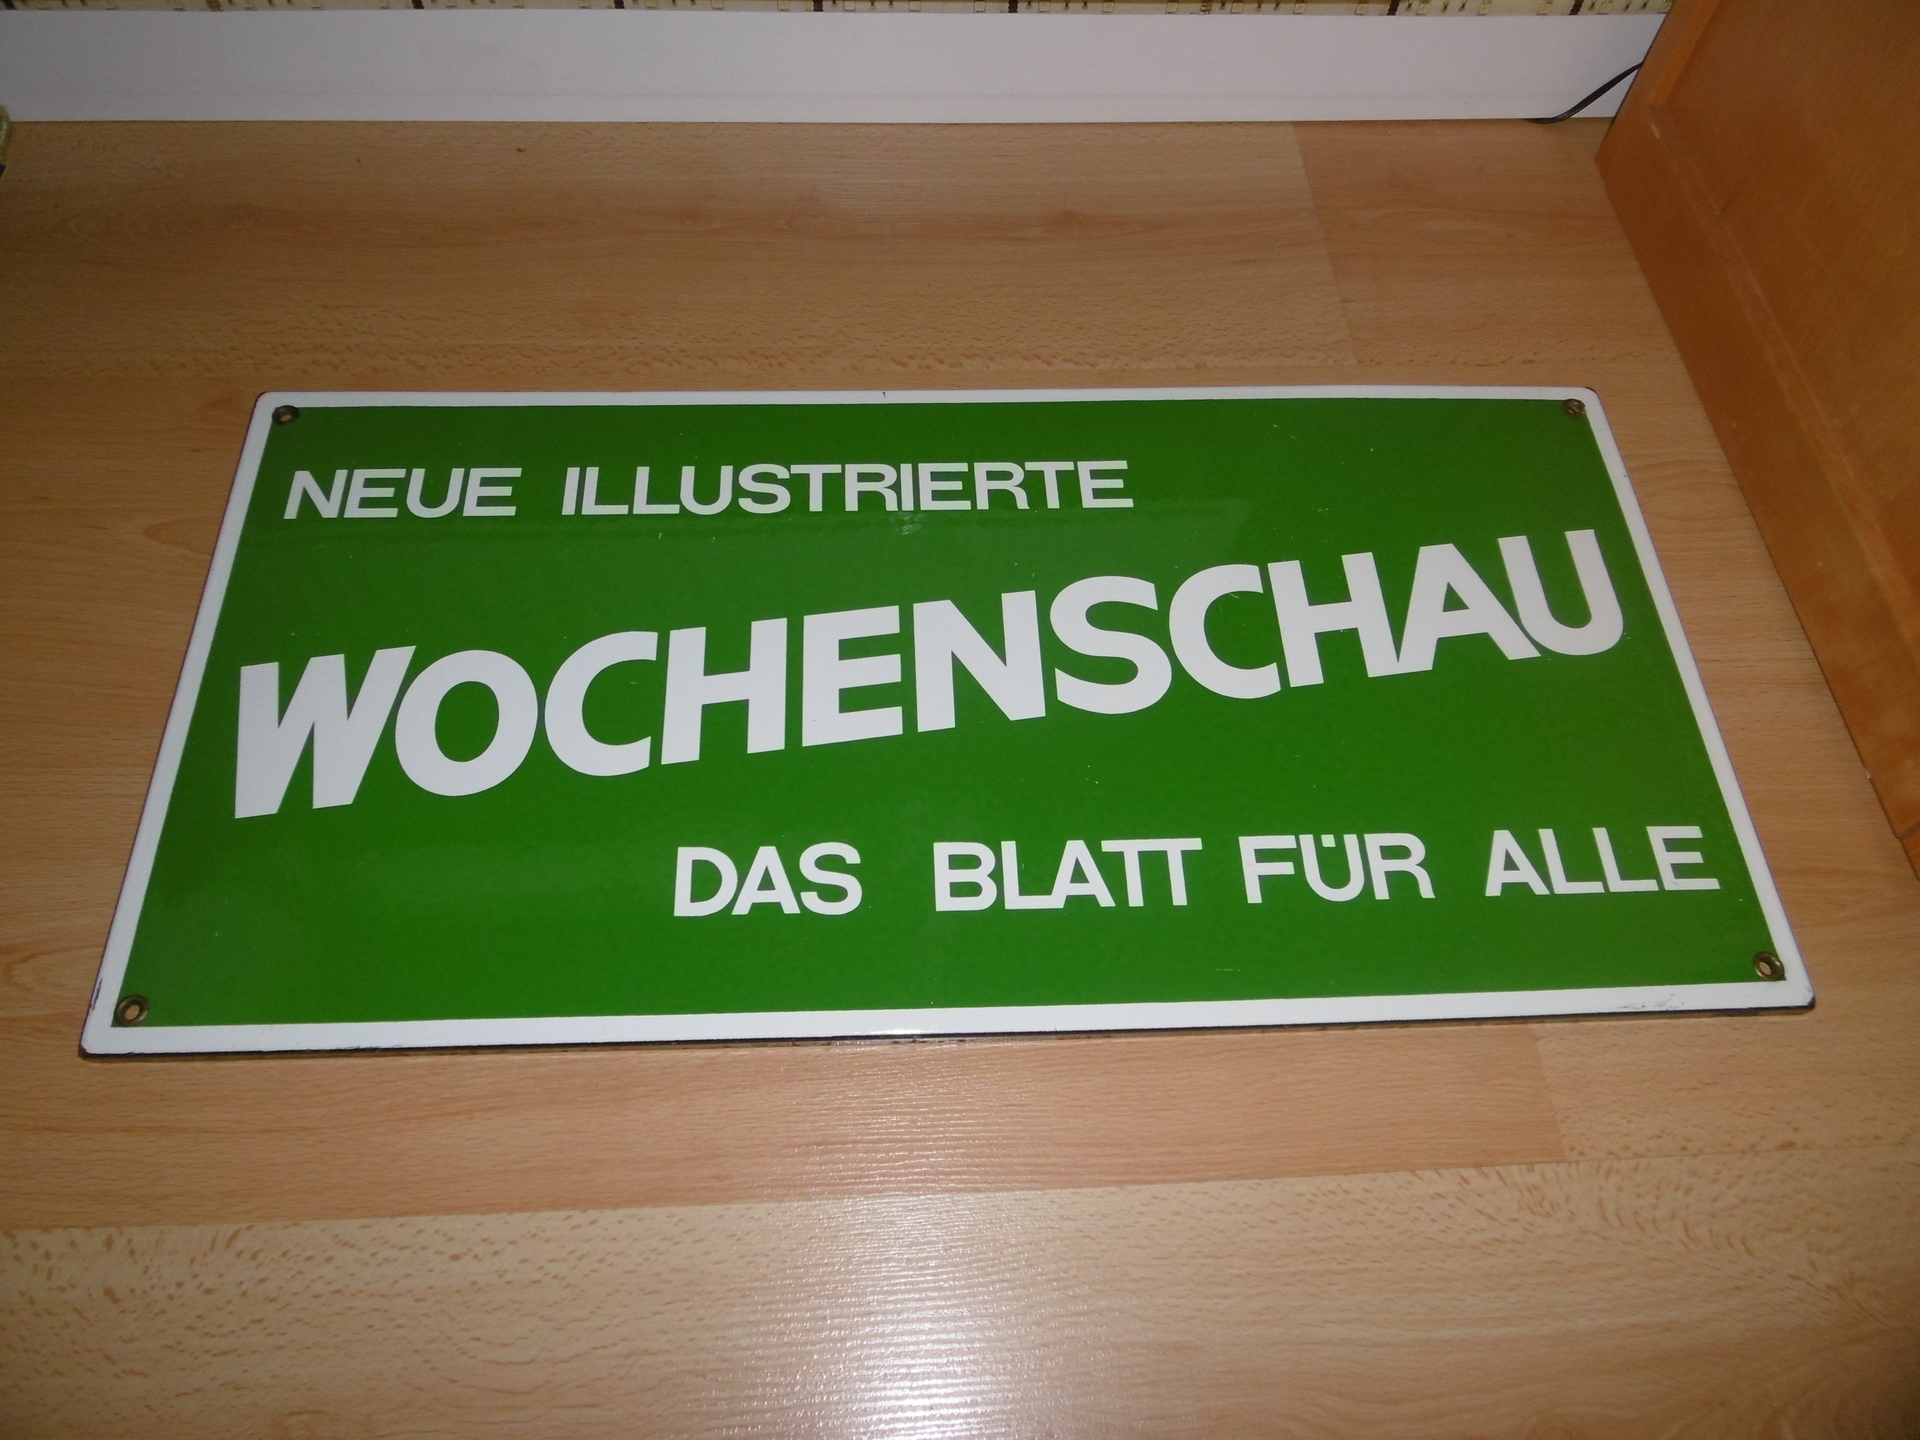 NEUE ILLUSTRIERTE
WOCHENSCHAU
DAS BLATT FÜR ALLE